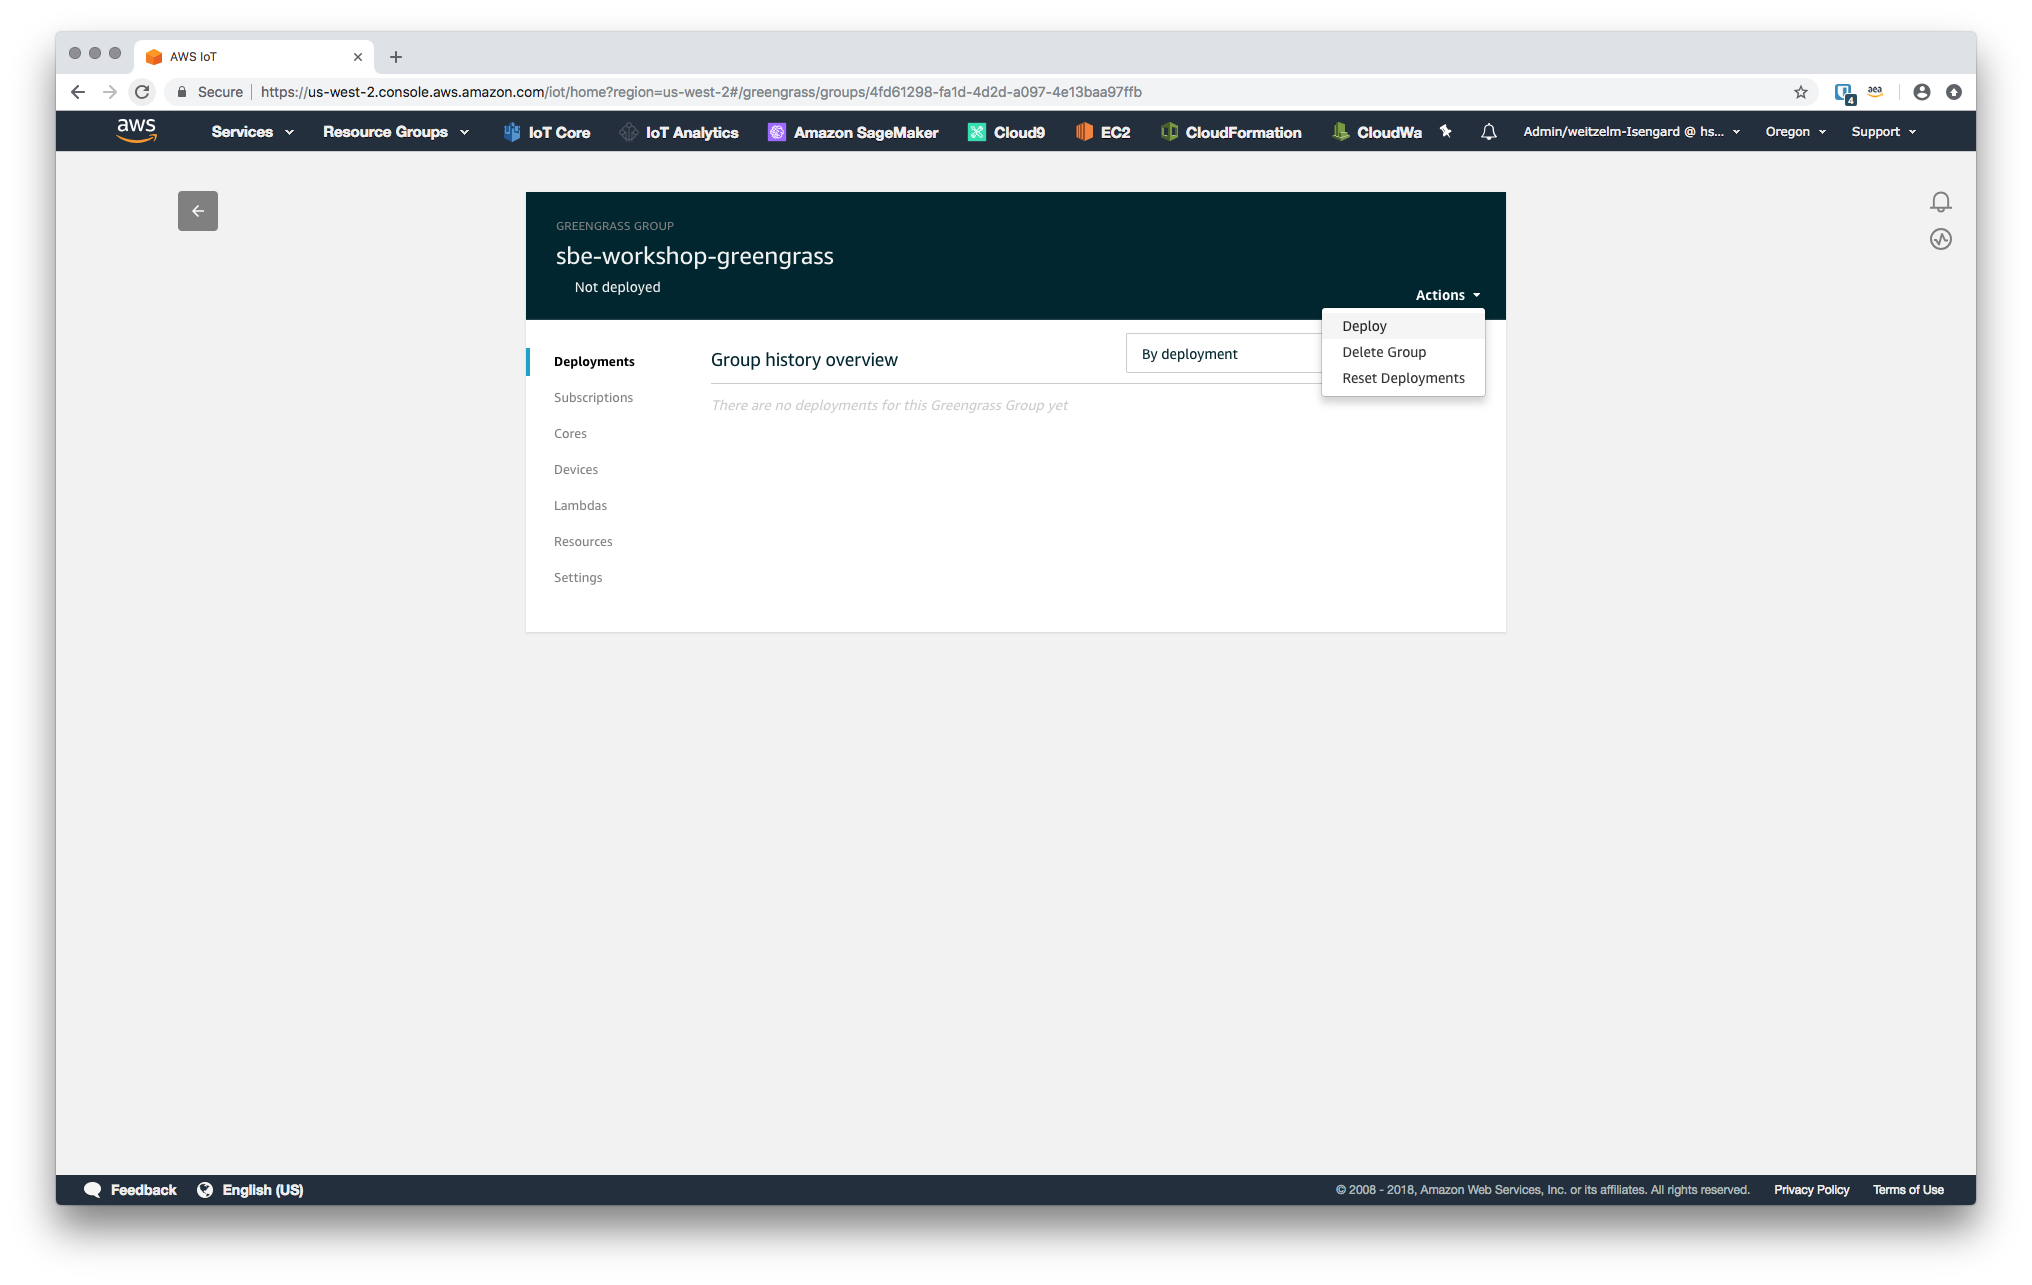 AWS IoT
Secure https://us-west-2.console.aws.amazon.com/iot/home?region=us-west-2#/greengrass/groups/4fd61298-fa1d-4d2d-a097-4e13baa97ffb
4
aea
aws Services Resource Groups IoT Core IoT Analytics Amazon SageMaker Cloud9 EC2 CloudFormation CloudWa Admin/weitzelm-Isengard @ hs... Oregon Support
GREENGRASS GROUP
sbe-workshop-greengrass
Not deployed
Actions
Deploy
Delete Group
Reset Deployments
Deployments
Subscriptions
Cores
Devices
Lambdas
Resources
Settings
Group history overview
By deployment
There are no deployments for this Greengrass Group yet
Feedback English (US)
© 2008 - 2018, Amazon Web Services, Inc. or its affiliates. All rights reserved. Privacy Policy Terms of Use